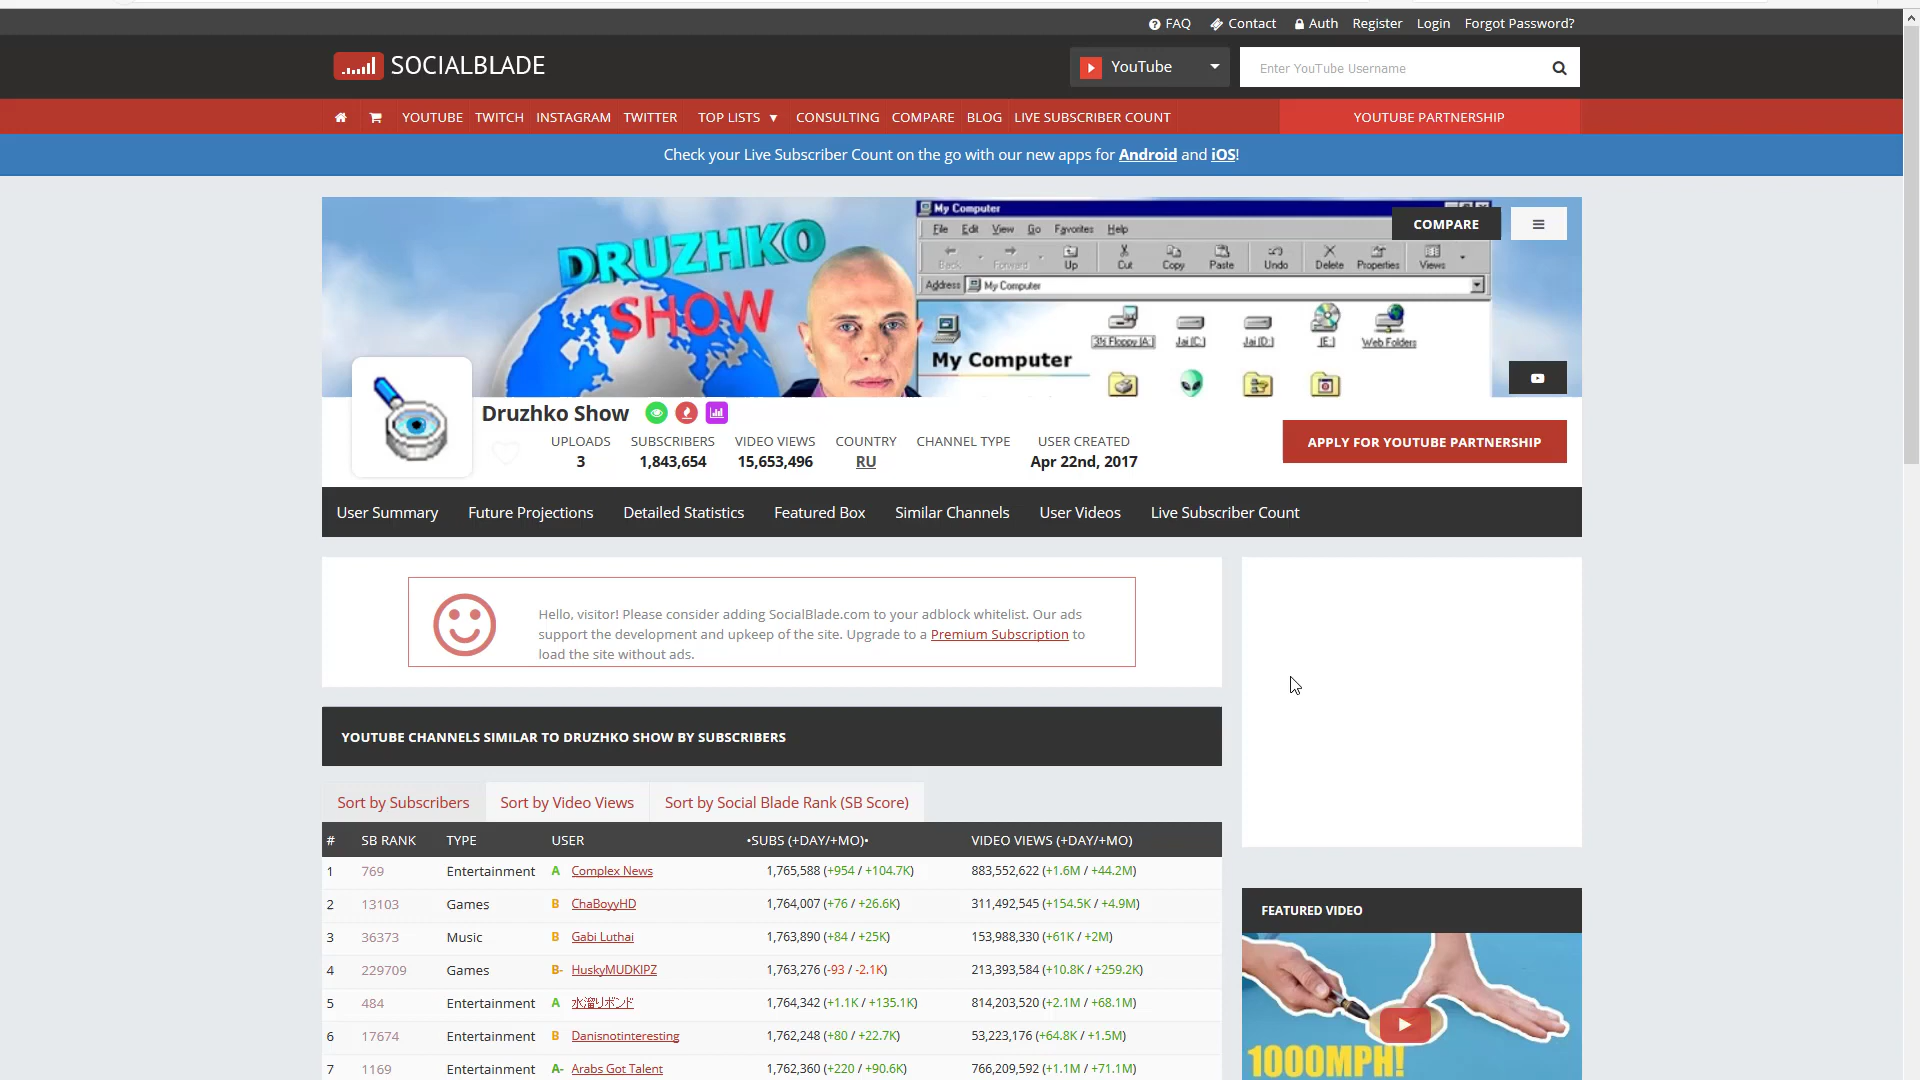 FAQ Contact Auth Register Login Forgot Password?
SOCIALBLADE
YouTube
Enter YouTube Username
YOUTUBE TWITCH INSTAGRAM TWITTER TOP LISTS ▼ CONSULTING COMPARE BLOG LIVE SUBSCRIBER COUNT YOUTUBE PARTNERSHIP
Check your Live Subscriber Count on the go with our new apps for Android and iOS!
DRUZHKO
SHOW
My Computer
File Edit View Go Favorites Help
Back Forward Up Cut Copy Paste Undo Delete Properties Views
Address My Computer
3½ Floppy (A:) Jai (C:) Jai (D:) (E:) Web Folders
My Computer
COMPARE
Druzhko Show
UPLOADS SUBSCRIBERS VIDEO VIEWS COUNTRY CHANNEL TYPE USER CREATED
3 1,843,654 15,653,496 RU Apr 22nd, 2017
APPLY FOR YOUTUBE PARTNERSHIP
User Summary Future Projections Detailed Statistics Featured Box Similar Channels User Videos Live Subscriber Count
Hello, visitor! Please consider adding SocialBlade.com to your adblock whitelist. Our ads
support the development and upkeep of the site. Upgrade to a Premium Subscription to
load the site without ads.
YOUTUBE CHANNELS SIMILAR TO DRUZHKO SHOW BY SUBSCRIBERS
Sort by Subscribers Sort by Video Views Sort by Social Blade Rank (SB Score)
# SB RANK TYPE USER •SUBS (+DAY/+MO)• VIDEO VIEWS (+DAY/+MO)
1 769 Entertainment A Complex News 1,765,588 (+954 / +104.7K) 883,552,622 (+1.6M / +44.2M)
2 13103 Games B ChaBoyyHD 1,764,007 (+76 / +26.6K) 311,492,545 (+154.5K / +4.9M)
3 36373 Music B Gabi Luthai 1,763,890 (+84 / +25K) 153,988,330 (+61K / +2M)
4 229709 Games B- HuskyMUDKIPZ 1,763,276 (-93 / -2.1K) 213,393,584 (+10.8K / +259.2K)
5 484 Entertainment A 水溜りボンド 1,764,342 (+1.1K / +135.1K) 814,203,520 (+2.1M / +68.1M)
6 17674 Entertainment B Danisnotinteresting 1,762,248 (+80 / +22.7K) 53,223,176 (+64.8K / +1.5M)
7 1169 Entertainment A- Arabs Got Talent 1,762,360 (+220 / +90.6K) 766,209,592 (+1.1M / +71.1M)
FEATURED VIDEO
1000MPH!